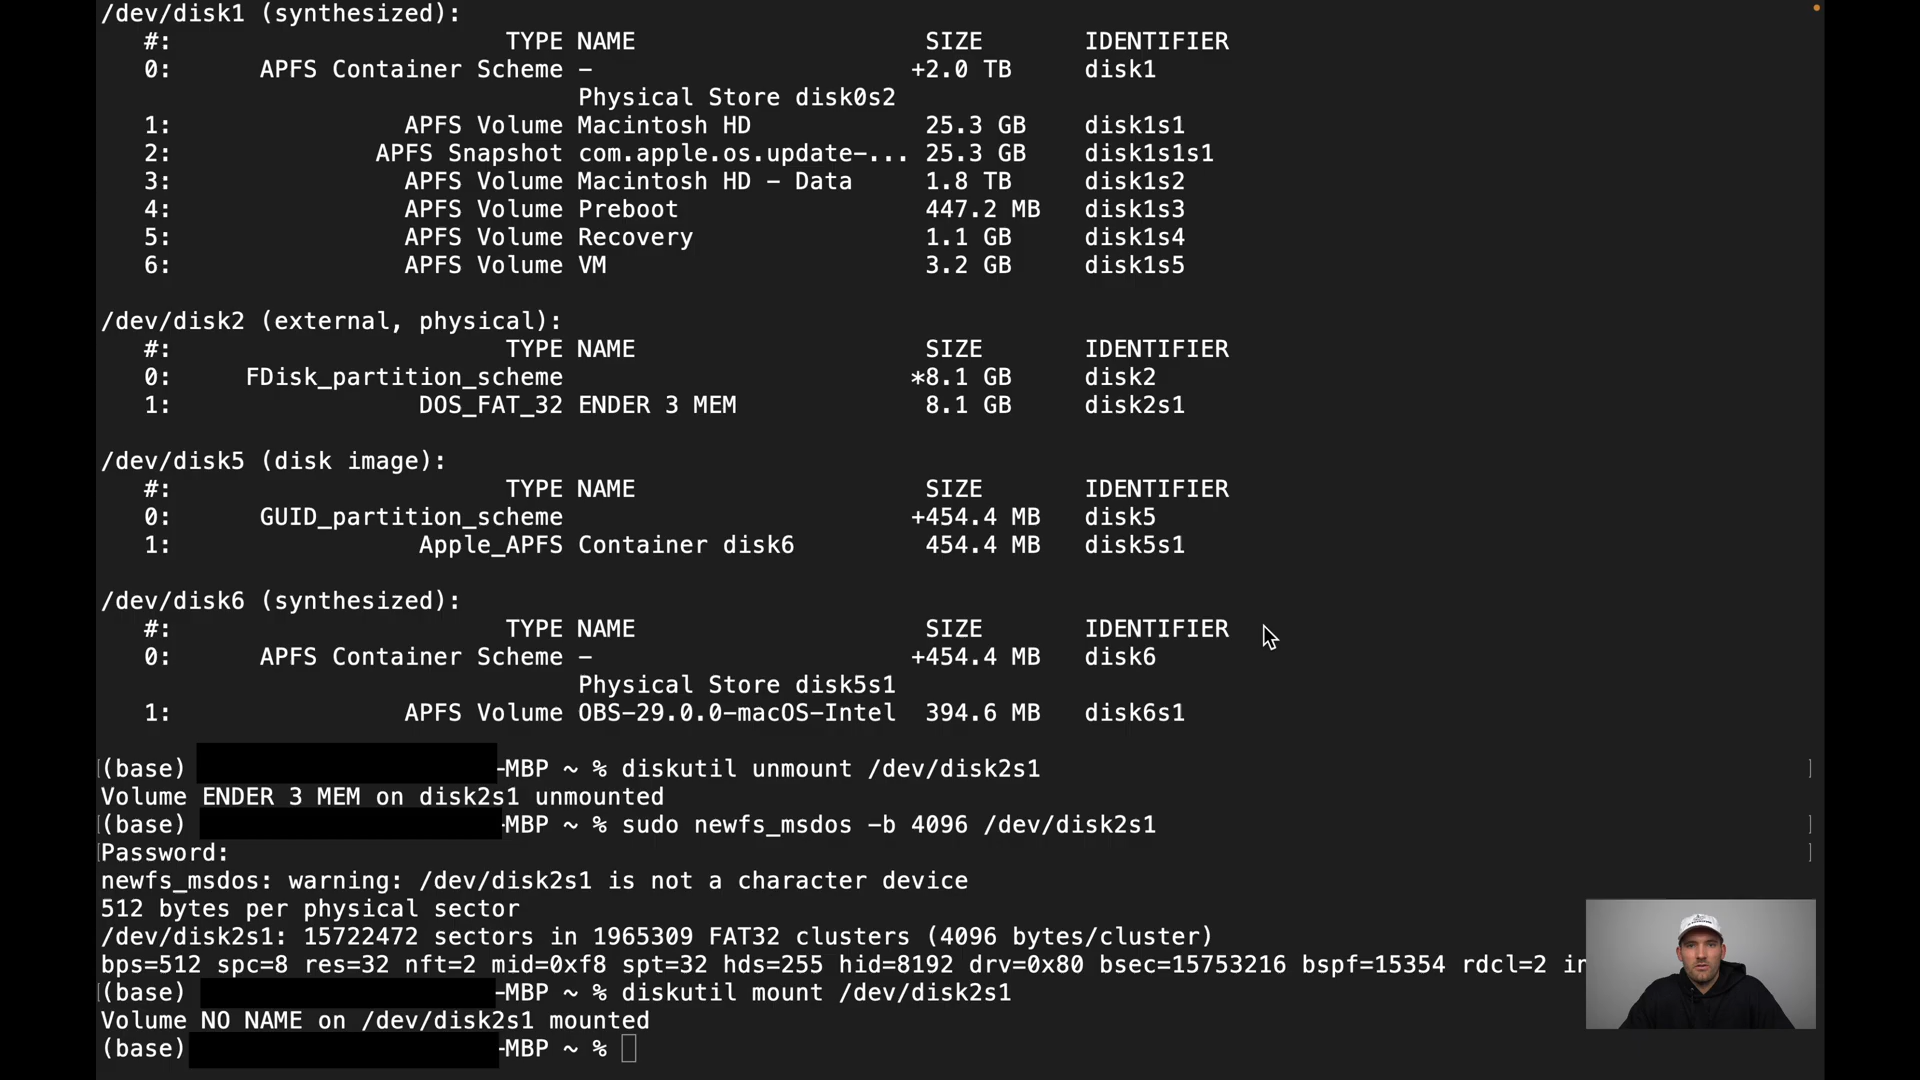 /dev/disk1 (synthesized):
#: TYPE NAME SIZE IDENTIFIER
0: APFS Container Scheme - +2.0 TB disk1
Physical Store disk0s2
1: APFS Volume Macintosh HD 25.3 GB disk1s1
2: APFS Snapshot com.apple.os.update-... 25.3 GB disk1s1s1
3: APFS Volume Macintosh HD - Data 1.8 TB disk1s2
4: APFS Volume Preboot 447.2 MB disk1s3
5: APFS Volume Recovery 1.1 GB disk1s4
6: APFS Volume VM 3.2 GB disk1s5
/dev/disk2 (external, physical):
#: TYPE NAME SIZE IDENTIFIER
0: FDisk_partition_scheme *8.1 GB disk2
1: DOS_FAT_32 ENDER 3 MEM 8.1 GB disk2s1
/dev/disk5 (disk image):
#: TYPE NAME SIZE IDENTIFIER
0: GUID_partition_scheme +454.4 MB disk5
1: Apple_APFS Container disk6 454.4 MB disk5s1
/dev/disk6 (synthesized):
#: TYPE NAME SIZE IDENTIFIER
0: APFS Container Scheme - +454.4 MB disk6
Physical Store disk5s1
1: APFS Volume OBS-29.0.0-macOS-Intel 394.6 MB disk6s1
[(base) -MBP ~ % diskutil unmount /dev/disk2s1 ]
Volume ENDER 3 MEM on disk2s1 unmounted
[(base) -MBP ~ % sudo newfs_msdos -b 4096 /dev/disk2s1 ]
[Password: ]
newfs_msdos: warning: /dev/disk2s1 is not a character device
512 bytes per physical sector
/dev/disk2s1: 15722472 sectors in 1965309 FAT32 clusters (4096 bytes/cluster)
bps=512 spc=8 res=32 nft=2 mid=0xf8 spt=32 hds=255 hid=8192 drv=0x80 bsec=15753216 bspf=15354 rdcl=2 in
[(base) -MBP ~ % diskutil mount /dev/disk2s1
Volume NO NAME on /dev/disk2s1 mounted
(base) -MBP ~ %